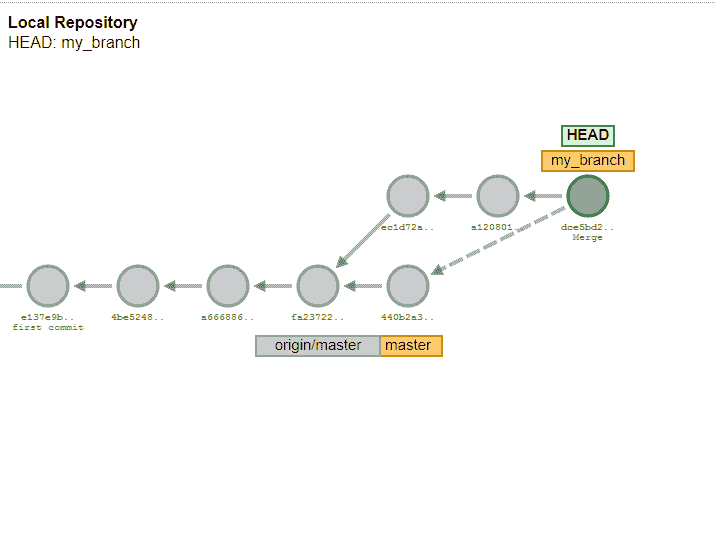 Local Repository
HEAD: my_branch
HEAD
my_branch
ec1d72a..
a120801..
dce5bd2..
Merge
e137e9b..
first commit
4be5248..
a666886..
fa23722..
440b2a3..
origin/master
master